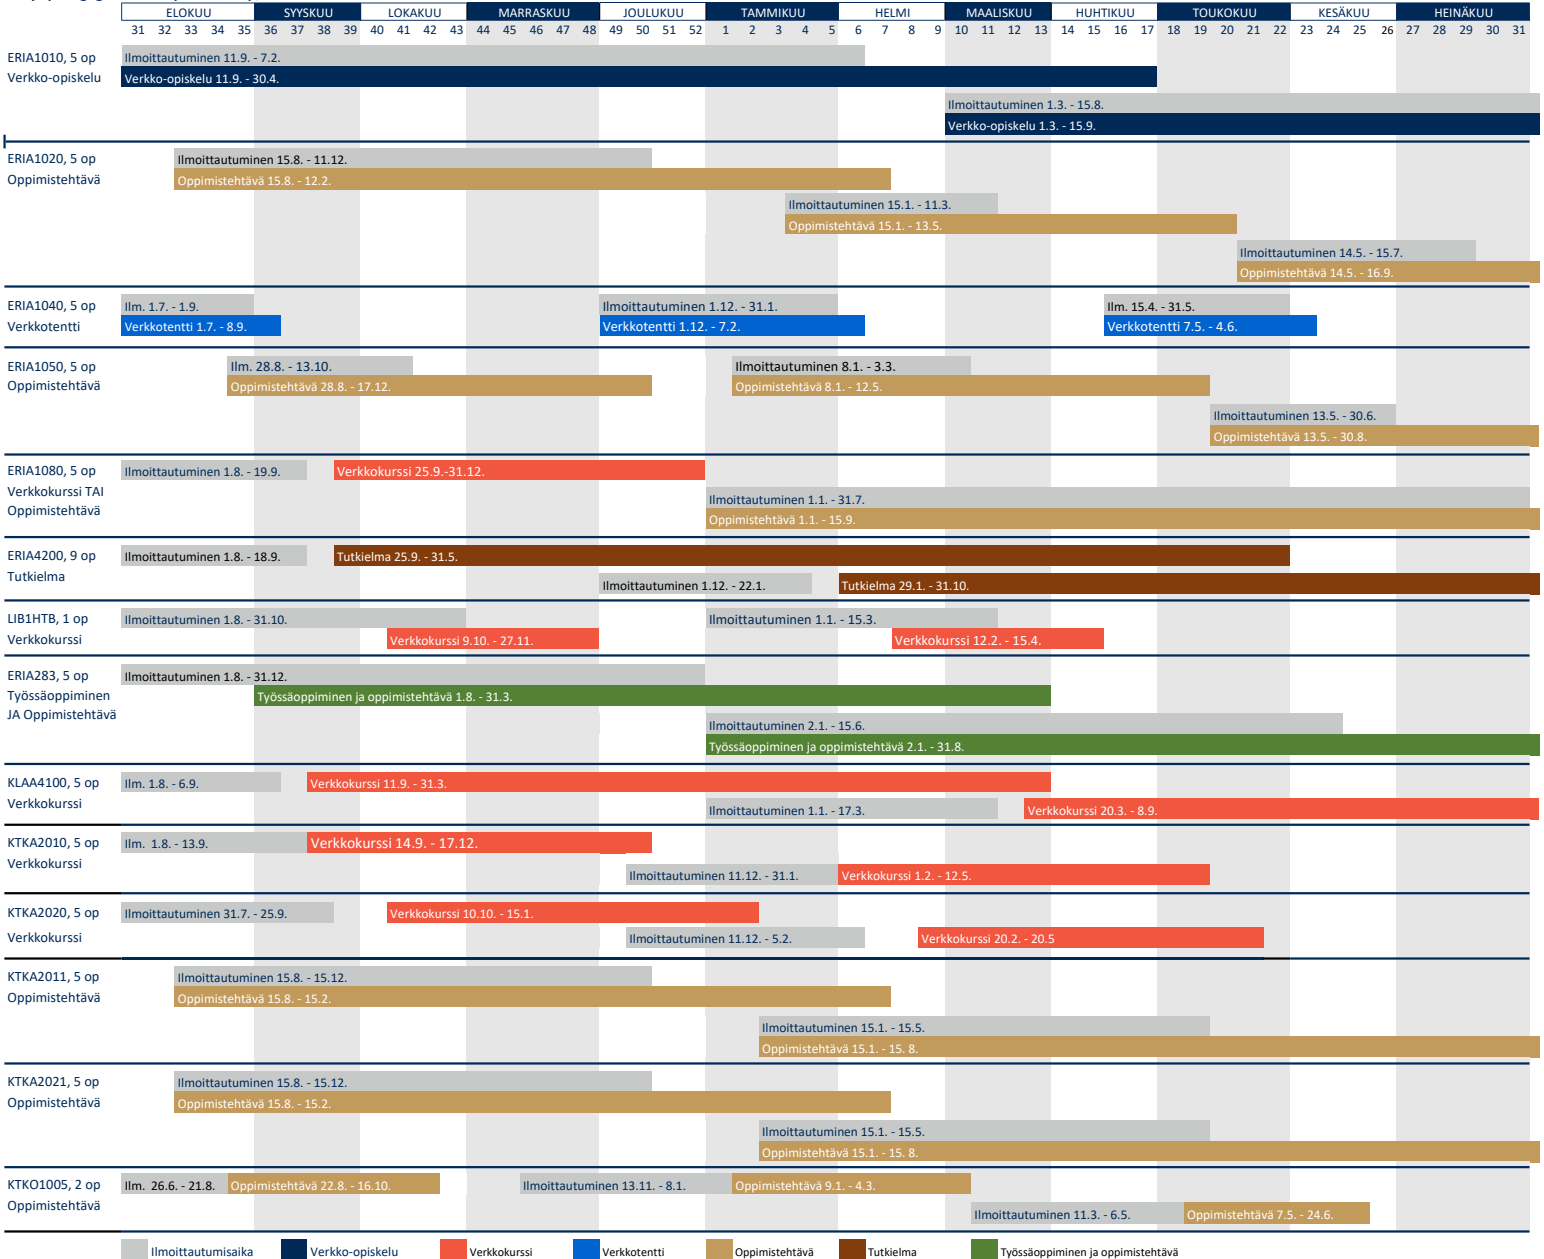 ELOKUU SYYSKUU LOKAKUU MARRASKUU JOULUKUU TAMMIKUU HELMI MAALISKUU HUHTIKUU TOUKOKUU KESÄKUU HEINÄKUU
31 32 33 34 35 36 37 38 39 40 41 42 43 44 45 46 47 48 49 50 51 52 1 2 3 4 5 6 7 8 9 10 11 12 13 14 15 16 17 18 19 20 21 22 23 24 25 26 27 28 29 30 31
ERIA1010, 5 op Ilmoittautuminen 11.9. - 7.2.
Verkko-opiskelu Verkko-opiskelu 11.9. - 30.4.
Ilmoittautuminen 1.3. - 15.8.
Verkko-opiskelu 1.3. - 15.9.
ERIA1020, 5 op Ilmoittautuminen 15.8. - 11.12.
Oppimistehtävä Oppimistehtävä 15.8. - 12.2.
Ilmoittautuminen 15.1. - 11.3.
Oppimistehtävä 15.1. - 13.5.
Ilmoittautuminen 14.5. - 15.7.
Oppimistehtävä 14.5. - 16.9.
ERIA1040, 5 op Ilm. 1.7. - 1.9. Ilmoittautuminen 1.12. - 31.1. Ilm. 15.4. - 31.5.
Verkkotentti Verkkotentti 1.7. - 8.9. Verkkotentti 1.12. - 7.2. Verkkotentti 7.5. - 4.6.
ERIA1050, 5 op Ilm. 28.8. - 13.10. Ilmoittautuminen 8.1. - 3.3.
Oppimistehtävä Oppimistehtävä 28.8. - 17.12. Oppimistehtävä 8.1. - 12.5.
Ilmoittautuminen 13.5. - 30.6.
Oppimistehtävä 13.5. - 30.8.
ERIA1080, 5 op Ilmoittautuminen 1.8. - 19.9. Verkkokurssi 25.9.-31.12.
Verkkokurssi TAI Ilmoittautuminen 1.1. - 31.7.
Oppimistehtävä Oppimistehtävä 1.1. - 15.9.
ERIA4200, 9 op Ilmoittautuminen 1.8. - 18.9. Tutkielma 25.9. - 31.5.
Tutkielma Ilmoittautuminen 1.12. - 22.1. Tutkielma 29.1. - 31.10.
LIB1HTB, 1 op Ilmoittautuminen 1.8. - 31.10. Ilmoittautuminen 1.1. - 15.3.
Verkkokurssi Verkkokurssi 9.10. - 27.11. Verkkokurssi 12.2. - 15.4.
ERIA283, 5 op Ilmoittautuminen 1.8. - 31.12.
Työssäoppiminen Työssäoppiminen ja oppimistehtävä 1.8. - 31.3.
JA Oppimistehtävä Ilmoittautuminen 2.1. - 15.6.
Työssäoppiminen ja oppimistehtävä 2.1. - 31.8.
KLAA4100, 5 op Ilm. 1.8. - 6.9. Verkkokurssi 11.9. - 31.3.
Verkkokurssi Ilmoittautuminen 1.1. - 17.3. Verkkokurssi 20.3. - 8.9.
KTKA2010, 5 op Ilm. 1.8. - 13.9. Verkkokurssi 14.9. - 17.12.
Verkkokurssi Ilmoittautuminen 11.12. - 31.1. Verkkokurssi 1.2. - 12.5.
KTKA2020, 5 op Ilmoittautuminen 31.7. - 25.9. Verkkokurssi 10.10. - 15.1.
Verkkokurssi Ilmoittautuminen 11.12. - 5.2. Verkkokurssi 20.2. - 20.5
KTKA2011, 5 op Ilmoittautuminen 15.8. - 15.12.
Oppimistehtävä Oppimistehtävä 15.8. - 15.2.
Ilmoittautuminen 15.1. - 15.5.
Oppimistehtävä 15.1. - 15. 8.
KTKA2021, 5 op Ilmoittautuminen 15.8. - 15.12.
Oppimistehtävä Oppimistehtävä 15.8. - 15.2.
Ilmoittautuminen 15.1. - 15.5.
Oppimistehtävä 15.1. - 15. 8.
KTKO1005, 2 op Ilm. 26.6. - 21.8. Oppimistehtävä 22.8. - 16.10. Ilmoittautuminen 13.11. - 8.1. Oppimistehtävä 9.1. - 4.3.
Oppimistehtävä Ilmoittautuminen 11.3. - 6.5. Oppimistehtävä 7.5. - 24.6.
Ilmoittautumisaika Verkko-opiskelu Verkkokurssi Verkkotentti Oppimistehtävä Tutkielma Työssäoppiminen ja oppimistehtävä